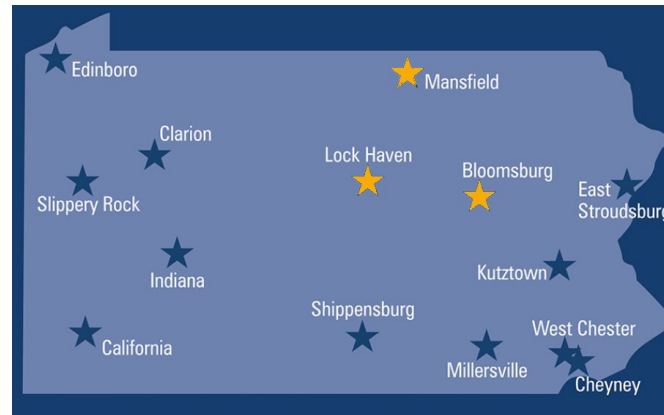 Edinboro
Mansfield
Clarion
Lock Haven
Bloomsburg
East
Stroudsburg
Slippery Rock
Indiana
Kutztown
Shippensburg
California
West Chester
Millersville
Cheyney